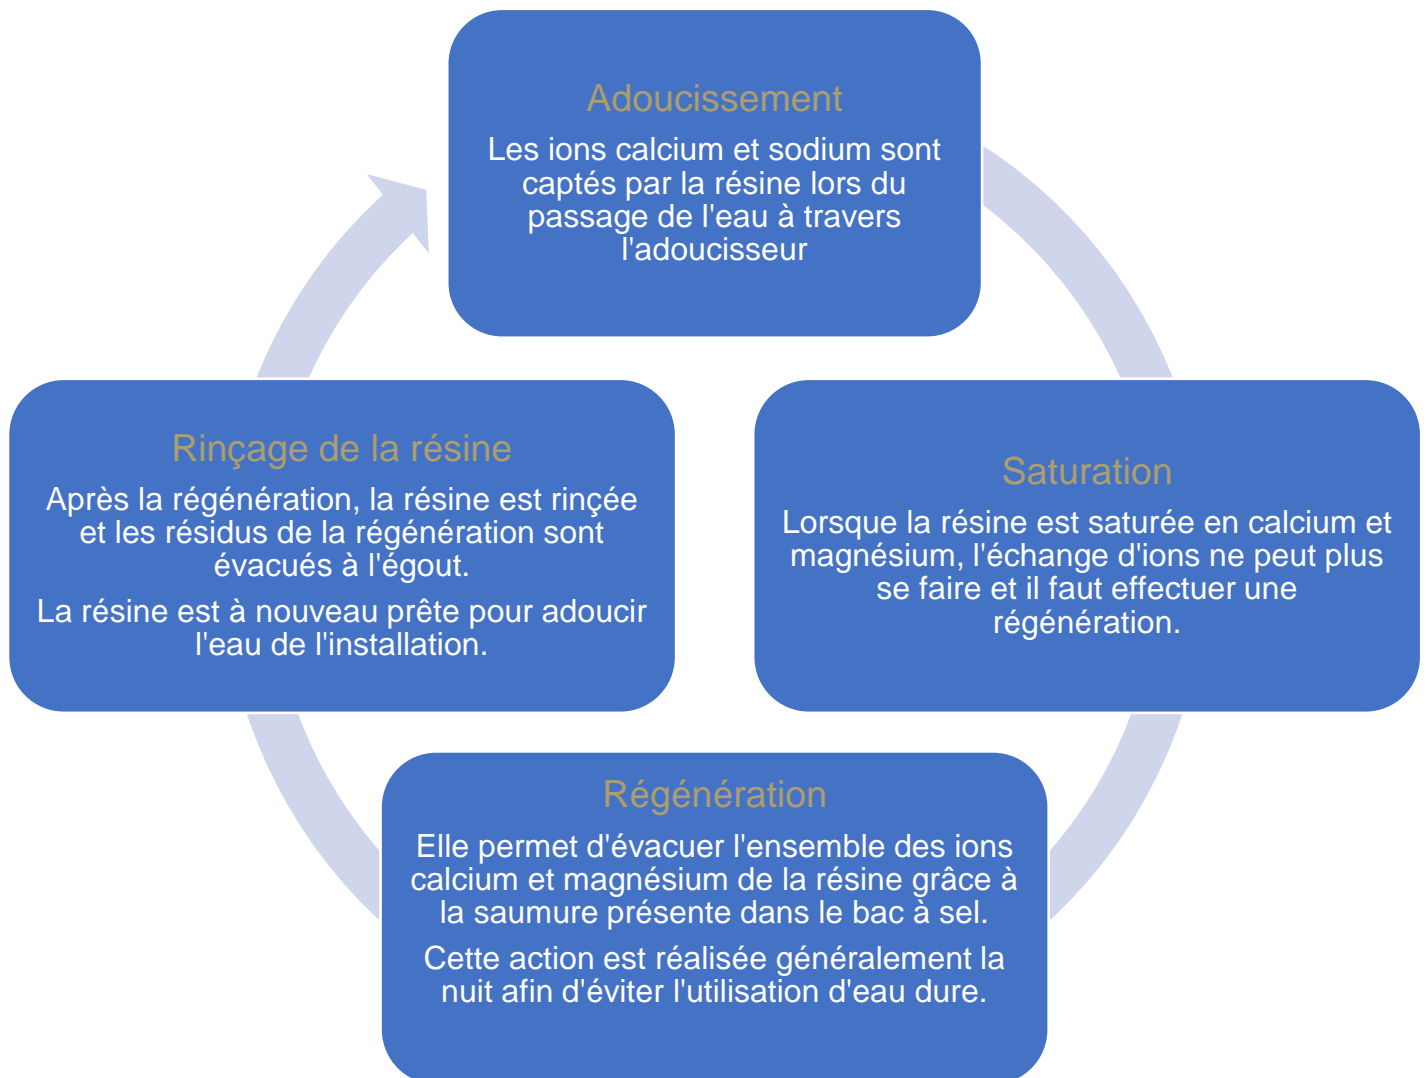 Adoucissement
Les ions calcium et sodium sont
captés par la résine lors du
passage de l'eau à travers
l'adoucisseur
Saturation
Lorsque la résine est saturée en calcium et
magnésium, l'échange d'ions ne peut plus
se faire et il faut effectuer une
régénération.
Régénération
Elle permet d'évacuer l'ensemble des ions
calcium et magnésium de la résine grâce à
la saumure présente dans le bac à sel.
Cette action est réalisée généralement la
nuit afin d'éviter l'utilisation d'eau dure.
Rinçage de la résine
Après la régénération, la résine est rinçée
et les résidus de la régénération sont
évacués à l'égout.
La résine est à nouveau prête pour adoucir
l'eau de l'installation.